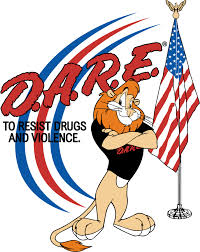 D.A.R.E.®
TO RESIST DRUGS
AND VIOLENCE.
D.A.R.E.